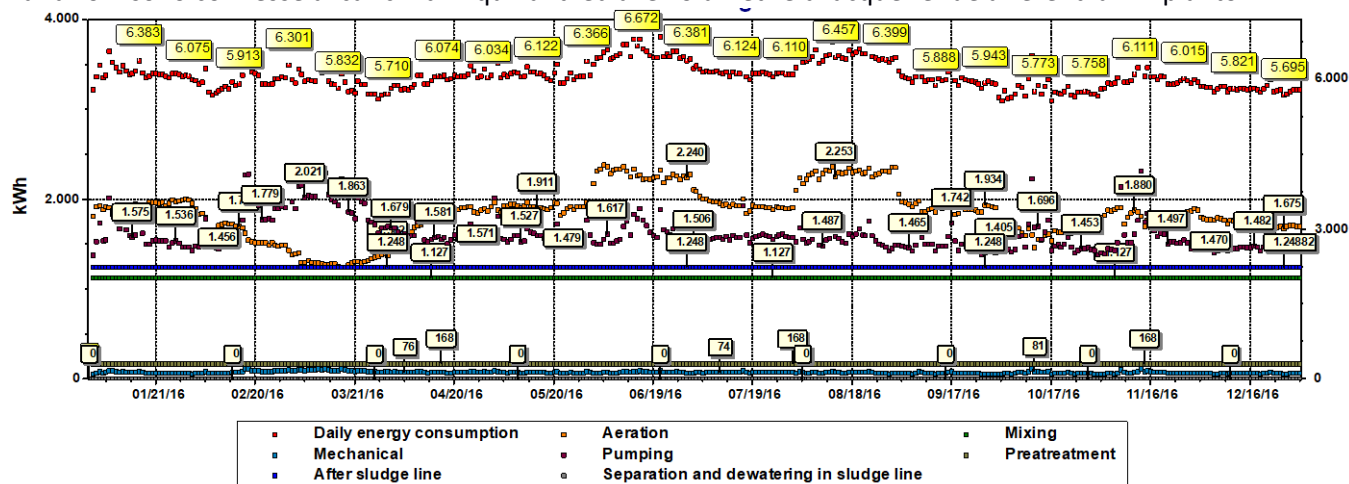 4.000
6.672
6.383 6.301 6.366 6.381 6.457 6.399
6.075 5.913 5.832 5.710 6.074 6.034 6.122 6.124 6.110 5.888 5.943 5.773 5.758 6.111 6.015 5.821 5.695
6.000
kWh
2.240 2.253
2.021 1.911 1.934 1.880
2.000 1.779 1.863 1.742
1.575 1.536 1.679 1.581 1.527 1.617 1.506 1.487 1.465 1.696 1.453 1.497 1.482 1.675
1.456 1.248 1.571 1.479 1.248 1.405 1.248 1.470 3.000
1.127 1.127
76 168 74 168 81 168
0 0 0 0 0 0 0 0 0
0 0
01/21/16 02/20/16 03/21/16 04/20/16 05/20/16 06/19/16 07/19/16 08/18/16 09/17/16 10/17/16 11/16/16 12/16/16
Daily energy consumption Aeration Mixing
Mechanical Pumping Pretreatment
After sludge line Separation and dewatering in sludge line